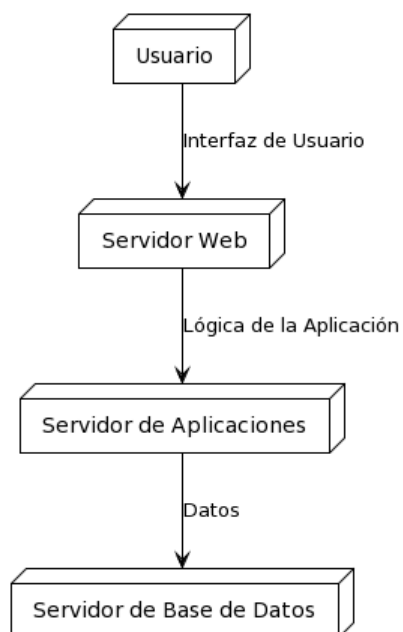 Usuario
Interfaz de Usuario
Servidor Web
Lógica de la Aplicación
Servidor de Aplicaciones
Datos
Servidor de Base de Datos